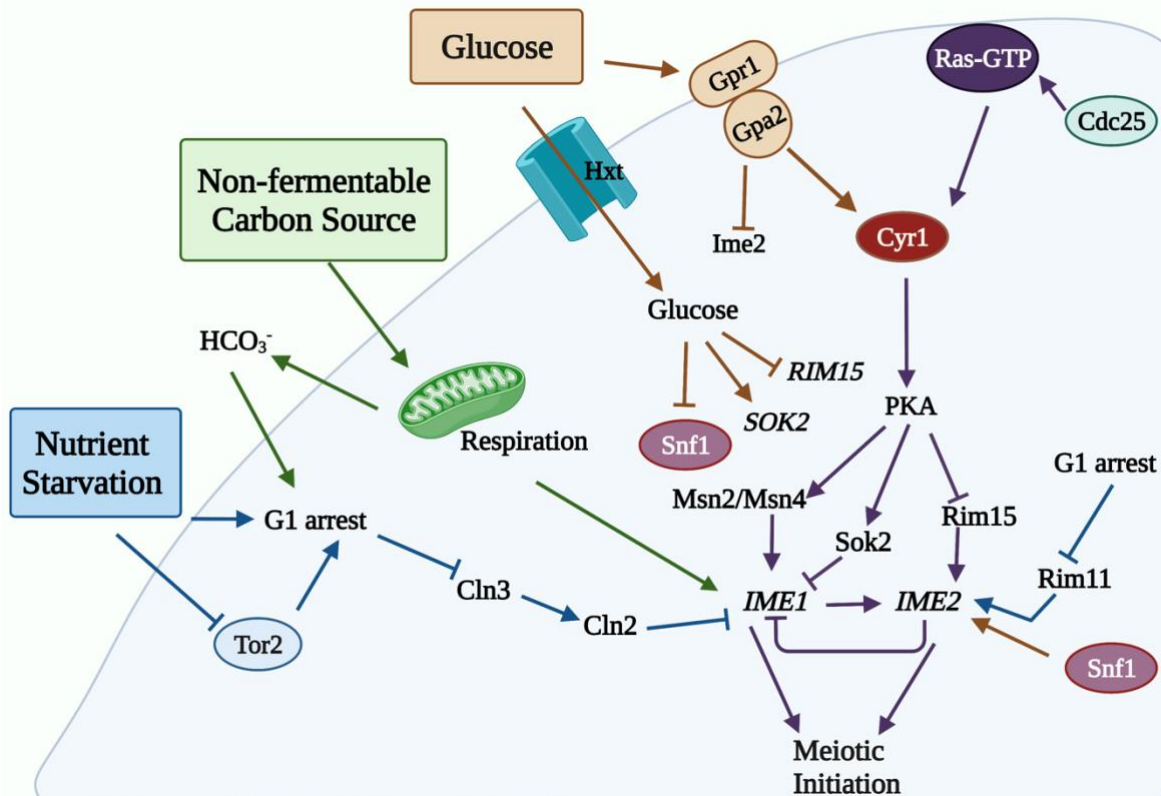 Glucose
Gpr1
Gpa2
Ras-GTP
Cdc25
Hxt
Non-fermentable
Carbon Source
Ime2
Cyr1
Glucose
HCO₃⁻
RIM15
SOK2
PKA
Nutrient
Starvation
Respiration
Snf1
G1 arrest
Msn2/Msn4
Rim15
G1 arrest
Sok2
Cln3
Rim11
IME1
IME2
Cln2
Tor2
Snf1
Meiotic
Initiation